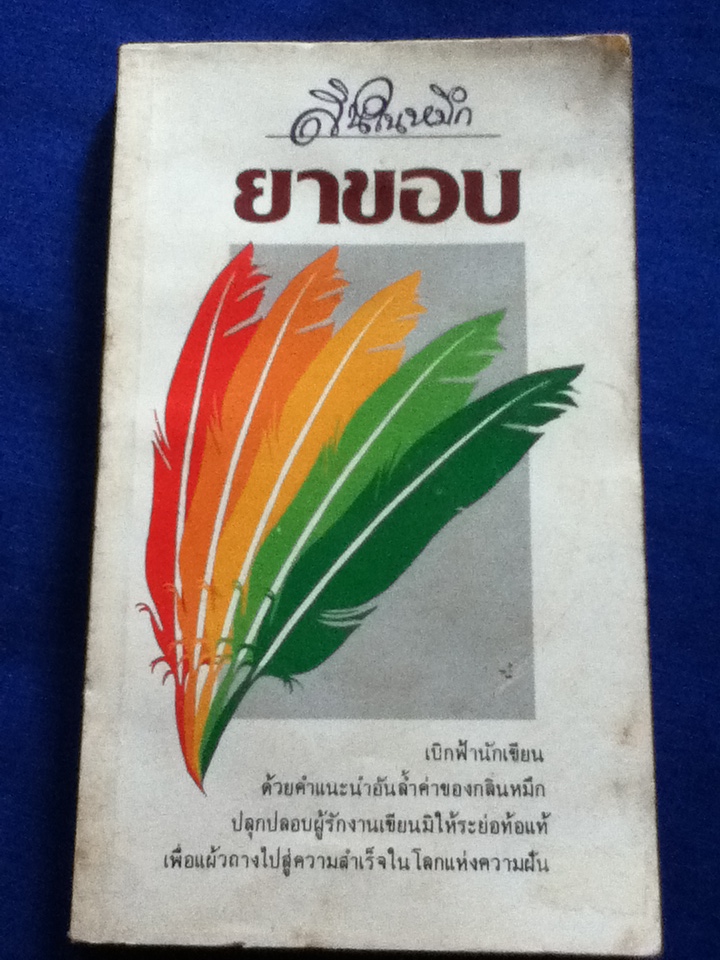 สินในหมึก
ยาขอบ
เบิกฟ้านักเขียน
ด้วยคำแนะนำอันล้ำค่าของกลิ่นหมึก
ปลุกปลอบผู้รักงานเขียนมิให้ระย่อท้อแท้
เพื่อแผ้วถางไปสู่ความสำเร็จในโลกแห่งความฝัน